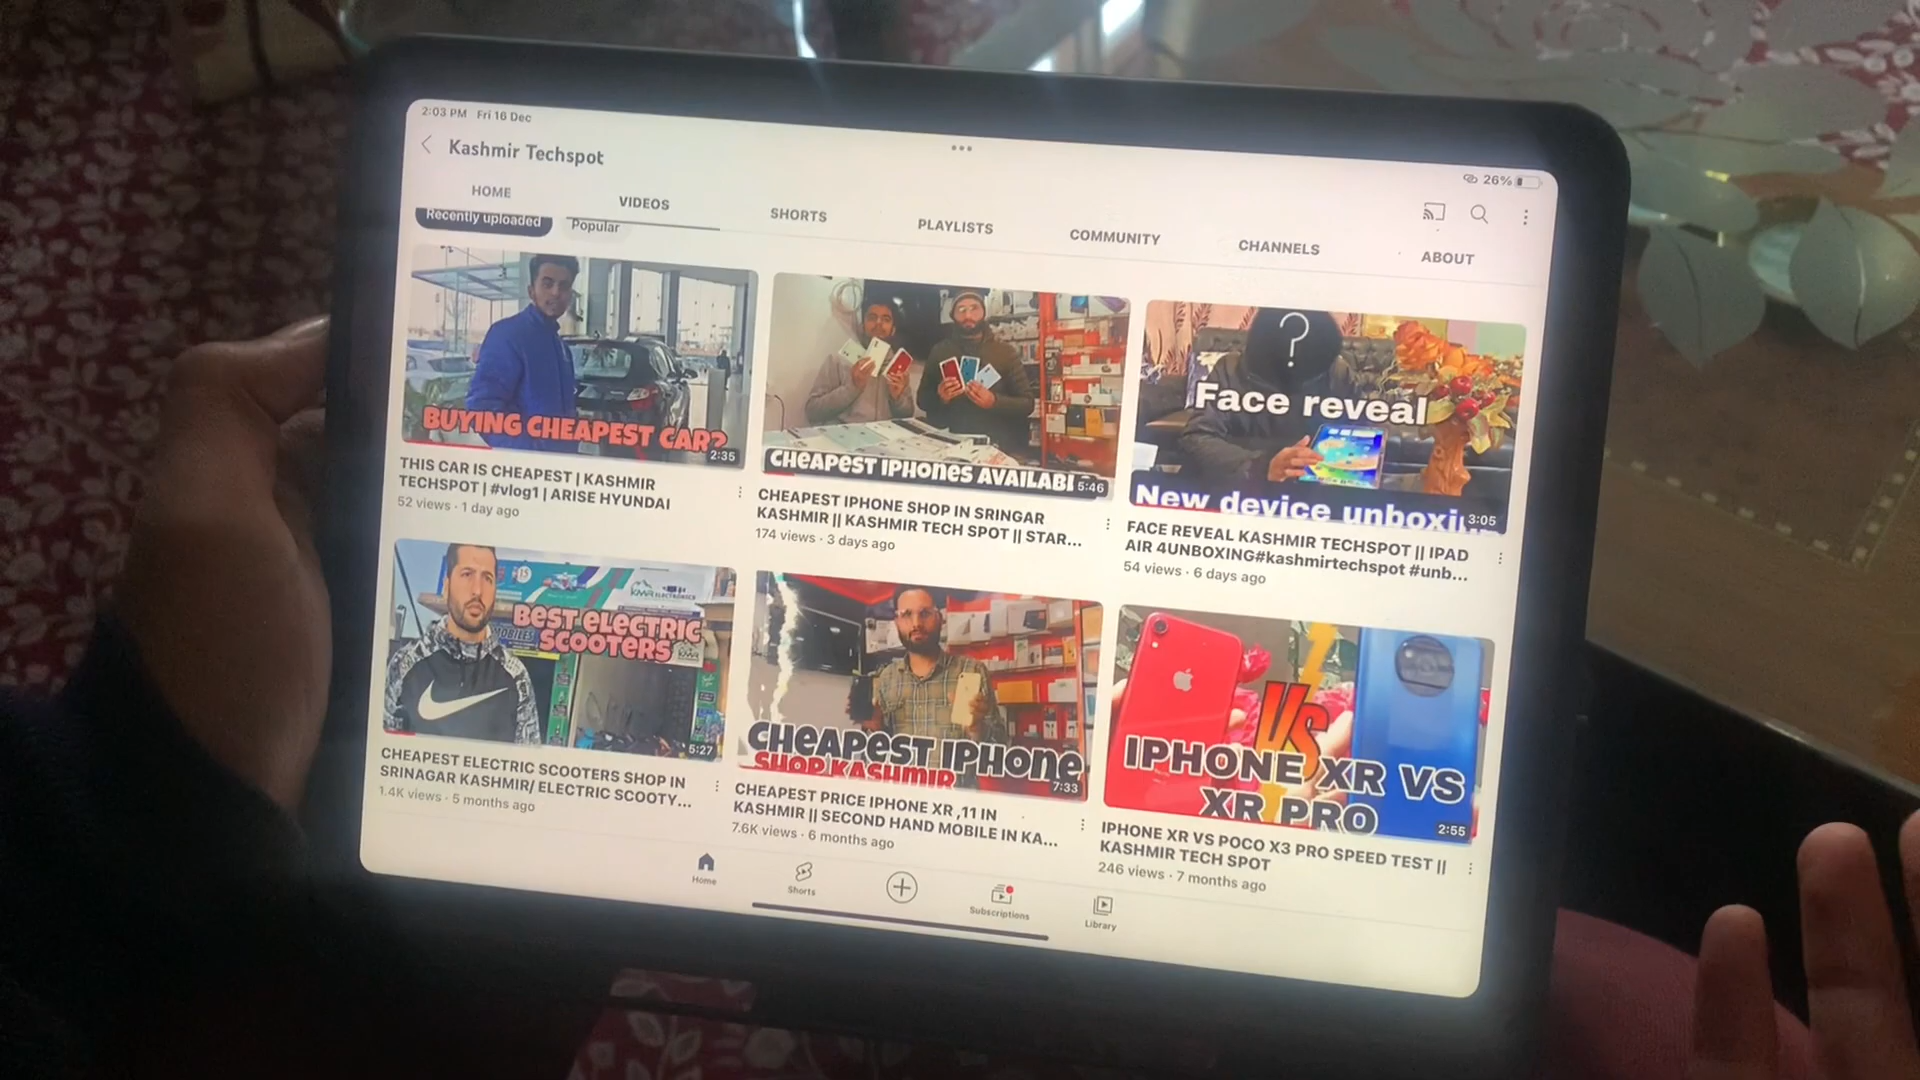 2:03 PM Fri 16 Dec
26%
Kashmir Techspot
HOME VIDEOS SHORTS PLAYLISTS COMMUNITY CHANNELS ABOUT
Recently uploaded Popular
BUYING CHEAPEST CAR?
2:35
THIS CAR IS CHEAPEST | KASHMIR
TECHSPOT | #vlog1 | ARISE HYUNDAI
52 views · 1 day ago
CHEAPEST IPHONES AVAILABl
5:46
CHEAPEST IPHONE SHOP IN SRINGAR
KASHMIR || KASHMIR TECH SPOT || STAR...
174 views · 3 days ago
?
Face reveal
New device unboxi
3:05
FACE REVEAL KASHMIR TECHSPOT || IPAD
AIR 4UNBOXING#kashmirtechspot #unb...
54 views · 6 days ago
15
KMR ELECTRONICS
MOBILES
BEST ELECTRIC
SCOOTERS
5:27
CHEAPEST ELECTRIC SCOOTERS SHOP IN
SRINAGAR KASHMIR/ ELECTRIC SCOOTY...
1.4K views · 5 months ago
CHEAPEST IPHONE
SHOP KASHMIR
7:33
CHEAPEST PRICE IPHONE XR ,11 IN
KASHMIR || SECOND HAND MOBILE IN KA...
7.6K views · 6 months ago
VS
IPHONE XR VS
XR PRO
2:55
IPHONE XR VS POCO X3 PRO SPEED TEST ||
KASHMIR TECH SPOT
246 views · 7 months ago
Home Shorts Subscriptions Library